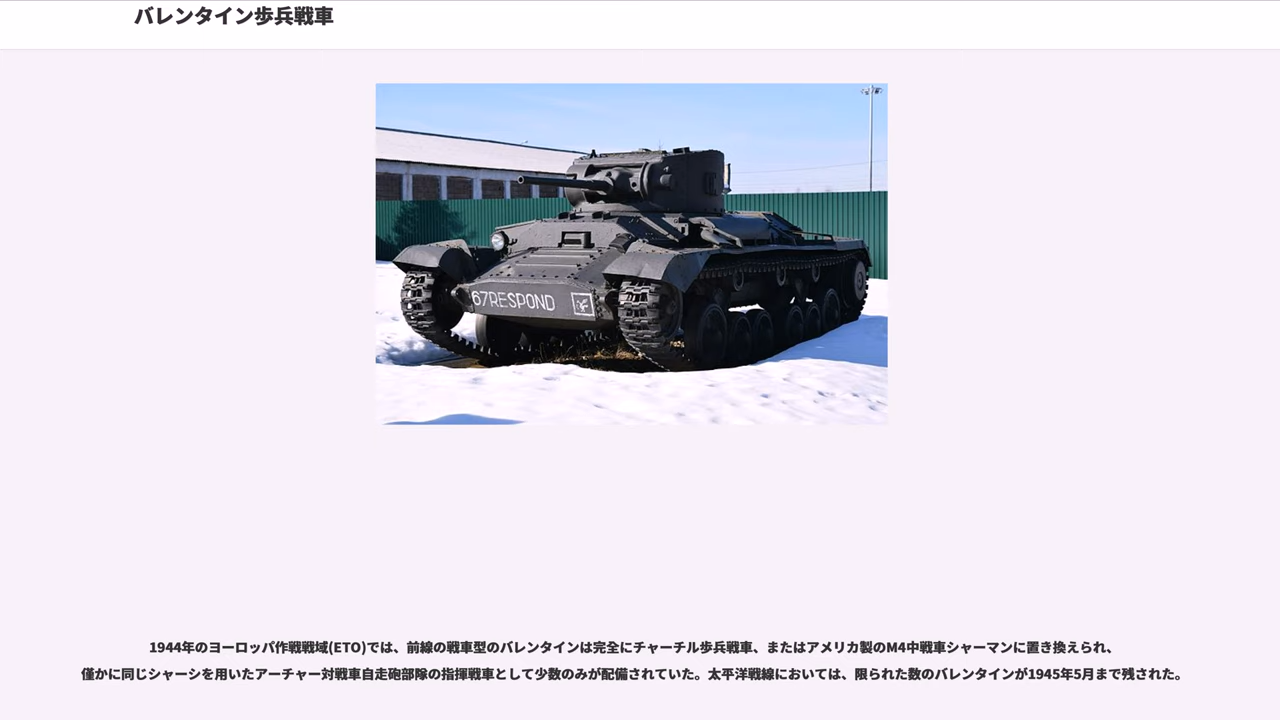 バレンタイン歩兵戦車
67RESPOND
1944年のヨーロッパ作戦戦域(ETO)では、前線の戦車型のバレンタインは完全にチャーチル歩兵戦車、またはアメリカ製のM4中戦車シャーマンに置き換えられ、
僅かに同じシャーシを用いたアーチャー対戦車自走砲部隊の指揮戦車として少数のみが配備されていた。太平洋戦線においては、限られた数のバレンタインが1945年5月まで残された。